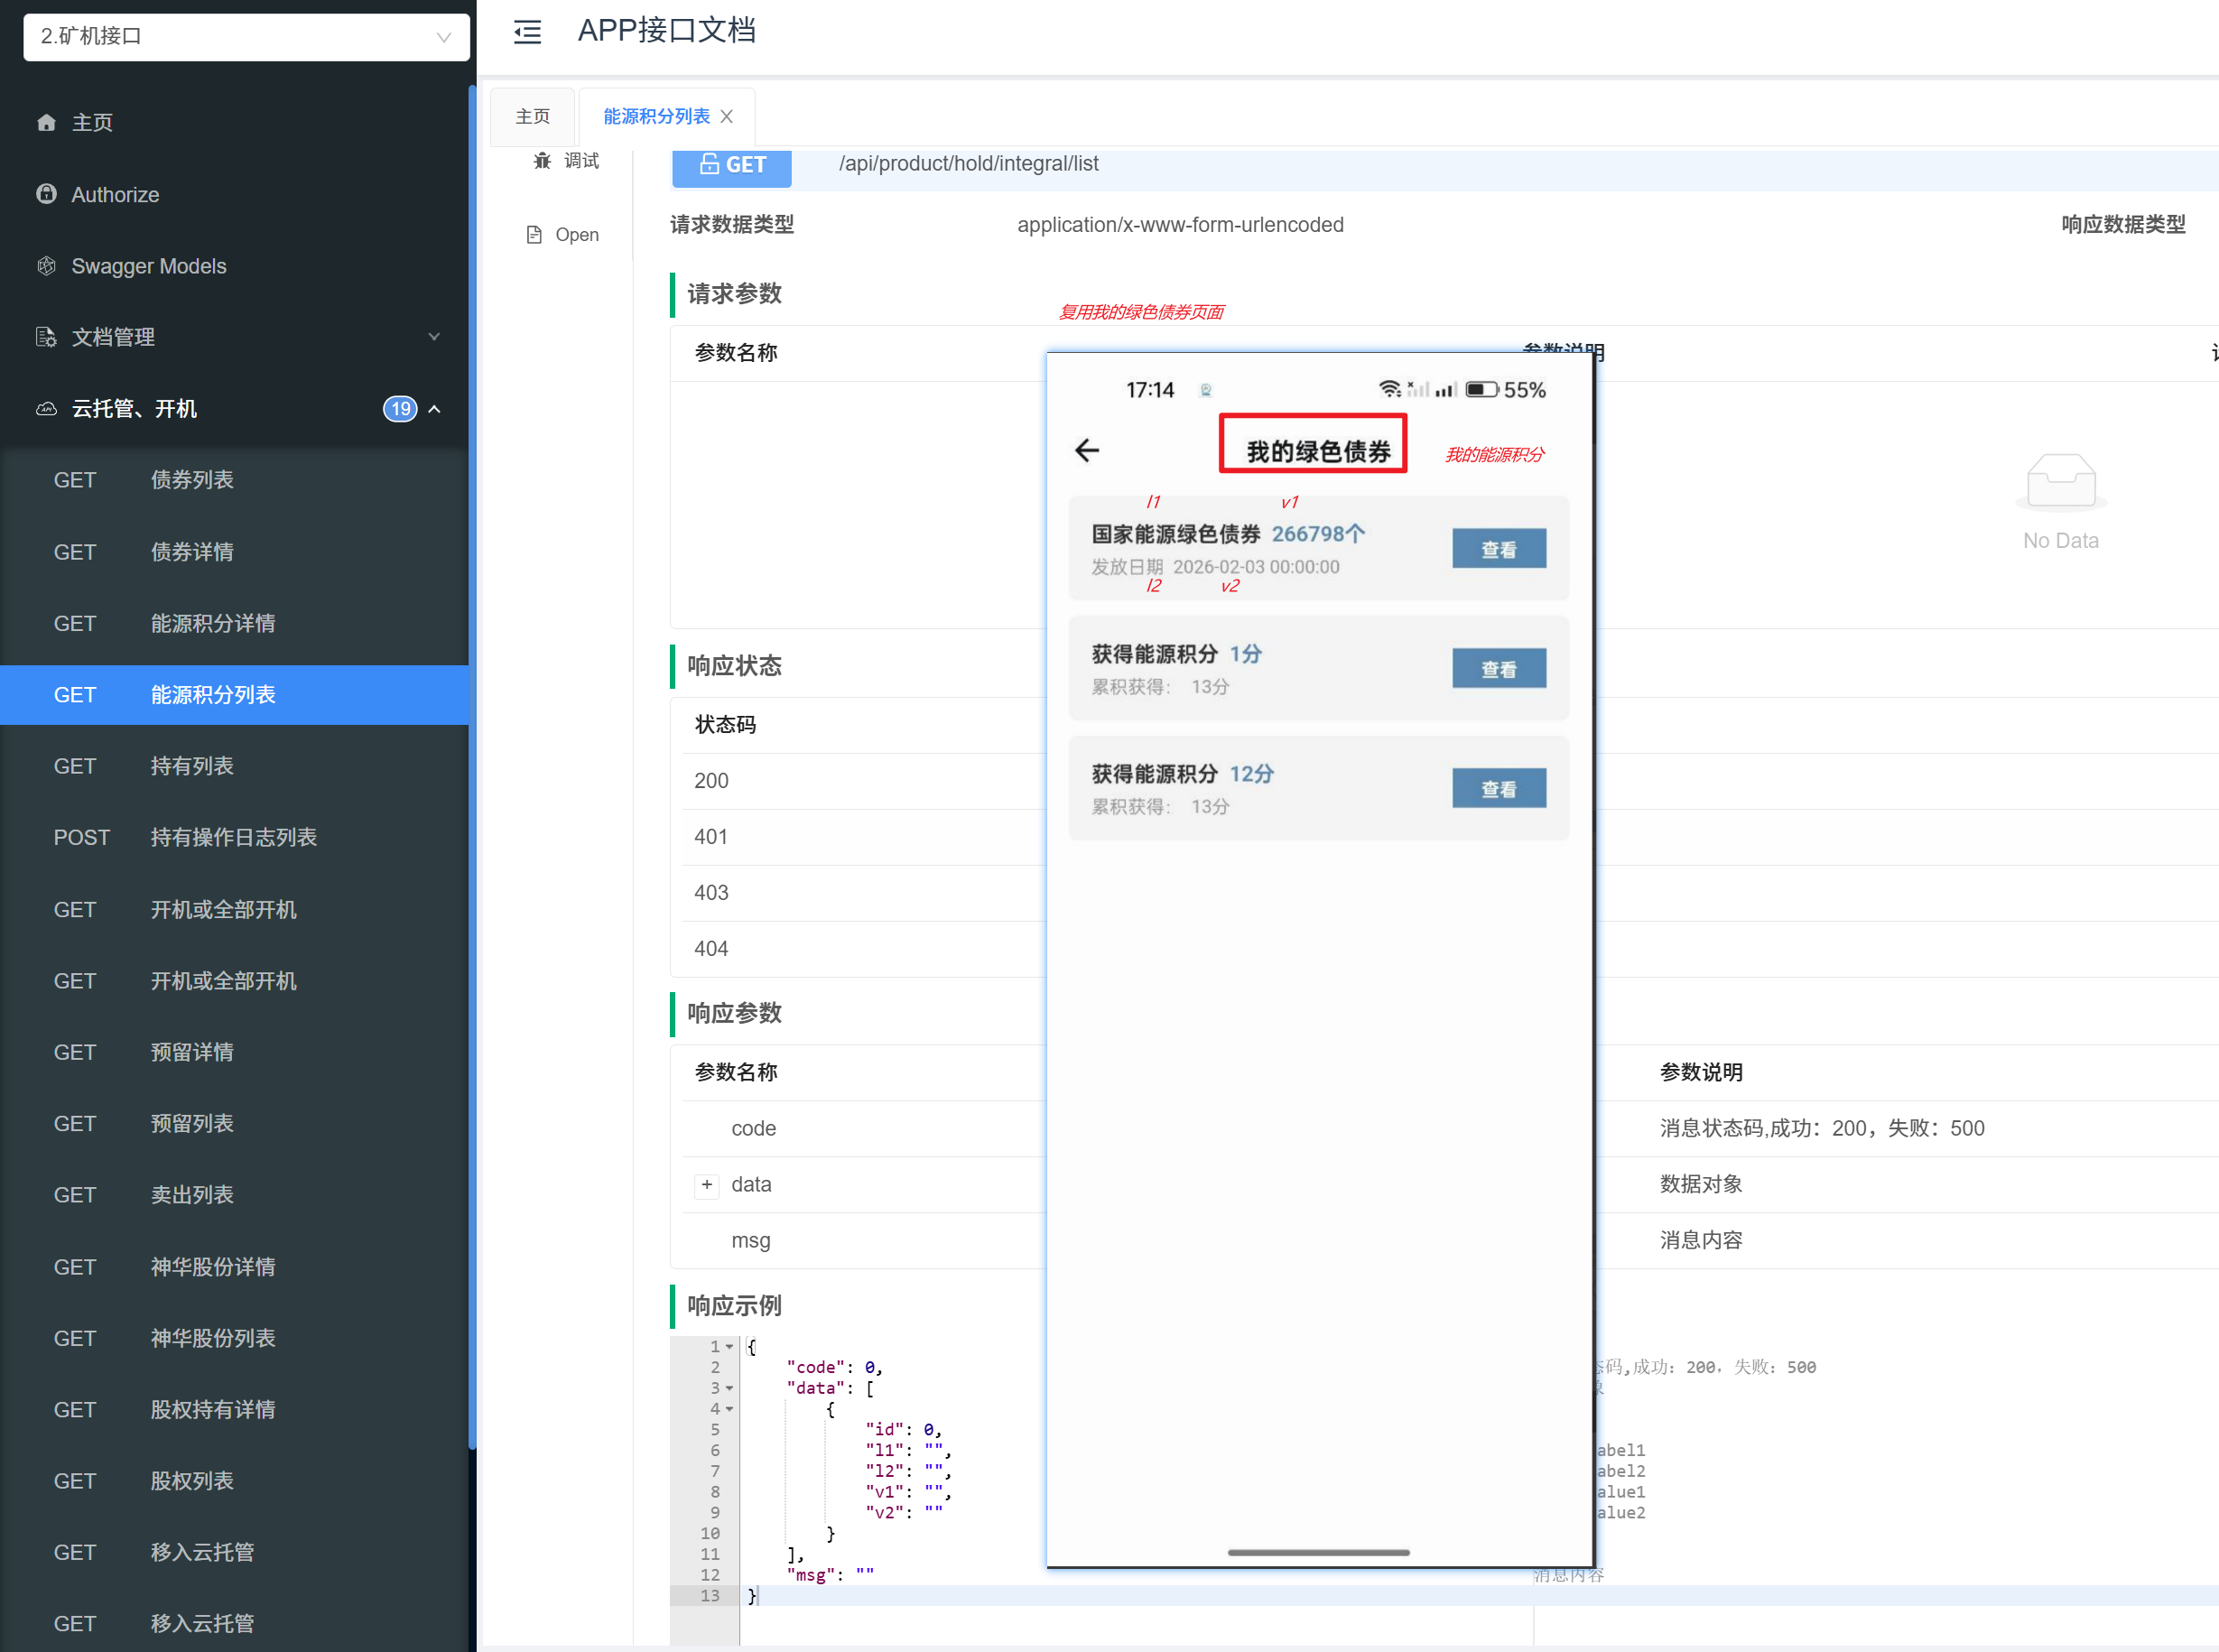 2.矿机接口
主页
Authorize
Swagger Models
文档管理
云托管、开机 19
GET 债券列表
GET 债券详情
GET 能源积分详情
GET 能源积分列表
GET 持有列表
POST 持有操作日志列表
GET 开机或全部开机
GET 开机或全部开机
GET 预留详情
GET 预留列表
GET 卖出列表
GET 神华股份详情
GET 神华股份列表
GET 股权持有详情
GET 股权列表
GET 移入云托管
GET 移入云托管
APP接口文档
主页 能源积分列表
调试
Open
GET /api/product/hold/integral/list
请求数据类型 application/x-www-form-urlencoded 响应数据类型
请求参数
复用我的绿色债券页面
参数名称 参数说明
No Data
17:14 55%
我的绿色债券 我的能源积分
l1 v1
国家能源绿色债券 266798个 查看
发放日期 2026-02-03 00:00:00
l2 v2
获得能源积分 1分 查看
累积获得： 13分
获得能源积分 12分 查看
累积获得： 13分
响应状态
状态码
200
401
403
404
响应参数
参数名称 参数说明
code 消息状态码,成功：200，失败：500
+ data 数据对象
msg 消息内容
响应示例
1 {
2 "code": 0, 态码,成功：200，失败：500
3 "data": [ 象
4 {
5 "id": 0,
6 "l1": "", abel1
7 "l2": "", abel2
8 "v1": "", alue1
9 "v2": "" alue2
10 }
11 ],
12 "msg": "" 消息内容
13 }